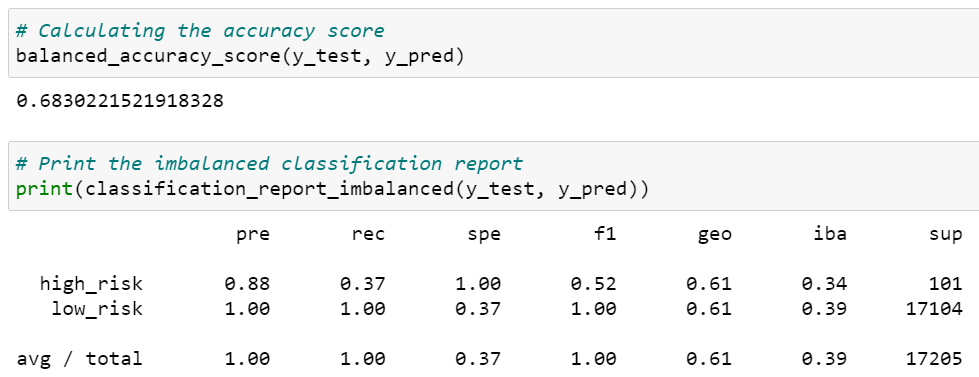 # Calculating the accuracy score
balanced_accuracy_score(y_test, y_pred)
0.6830221521918328
# Print the imbalanced classification report
print(classification_report_imbalanced(y_test, y_pred))
pre rec spe f1 geo iba sup
high_risk 0.88 0.37 1.00 0.52 0.61 0.34 101
low_risk 1.00 1.00 0.37 1.00 0.61 0.39 17104
avg / total 1.00 1.00 0.37 1.00 0.61 0.39 17205